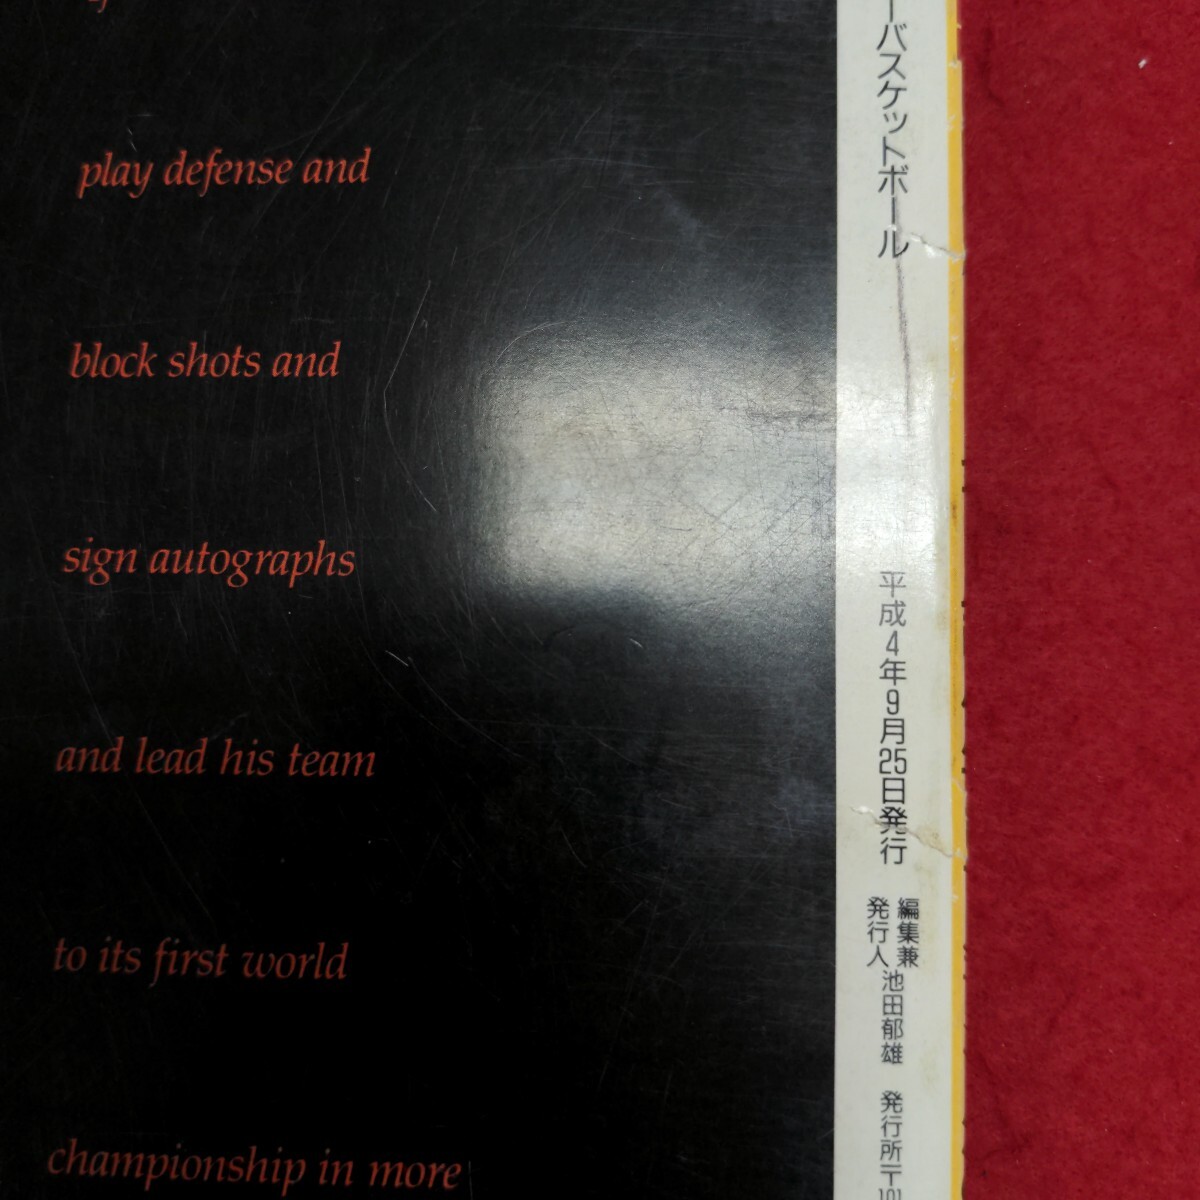 play defense and
block shots and
sign autographs
and lead his team
to its first world
championship in more
ーバスケットボール
平成4年9月25日発行
編集兼
発行人
池田郁雄
発行所〒101